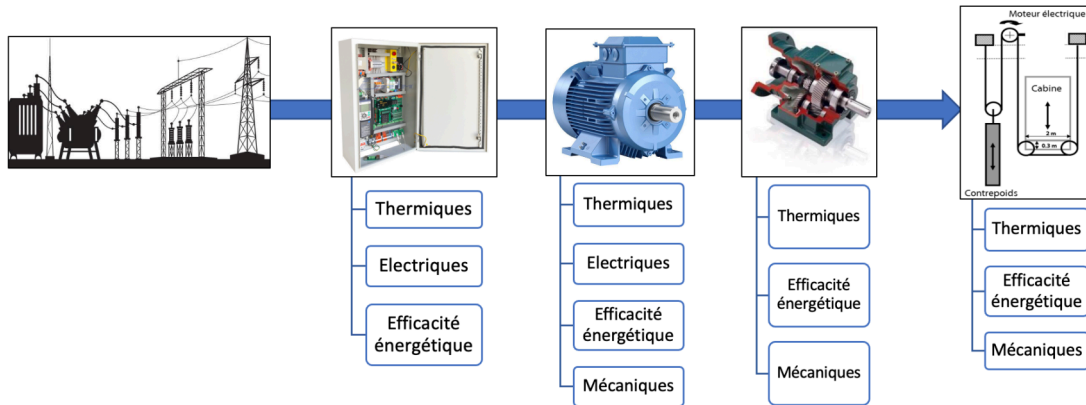 Moteur électrique
Cabine
2 m
0.3 m
Contrepoids
Thermiques
Electriques
Efficacité
énergétique
Thermiques
Electriques
Efficacité
énergétique
Mécaniques
Thermiques
Efficacité
énergétique
Mécaniques
Thermiques
Efficacité
énergétique
Mécaniques